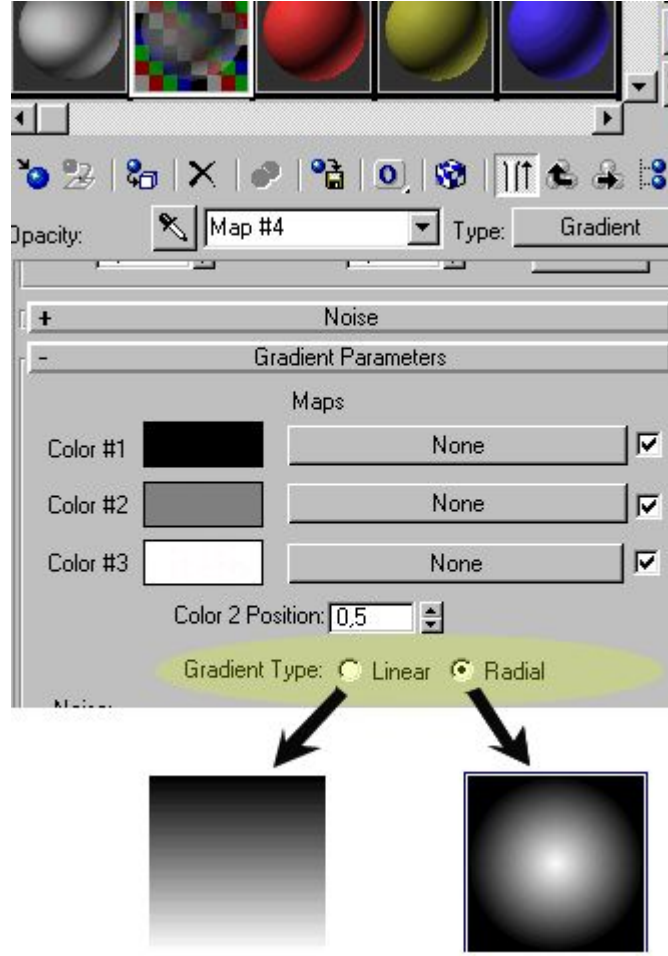 Opacity: Map #4 Type: Gradient
+ Noise
- Gradient Parameters
Maps
Color #1 None
Color #2 None
Color #3 None
Color 2 Position: 0,5
Gradient Type: Linear Radial